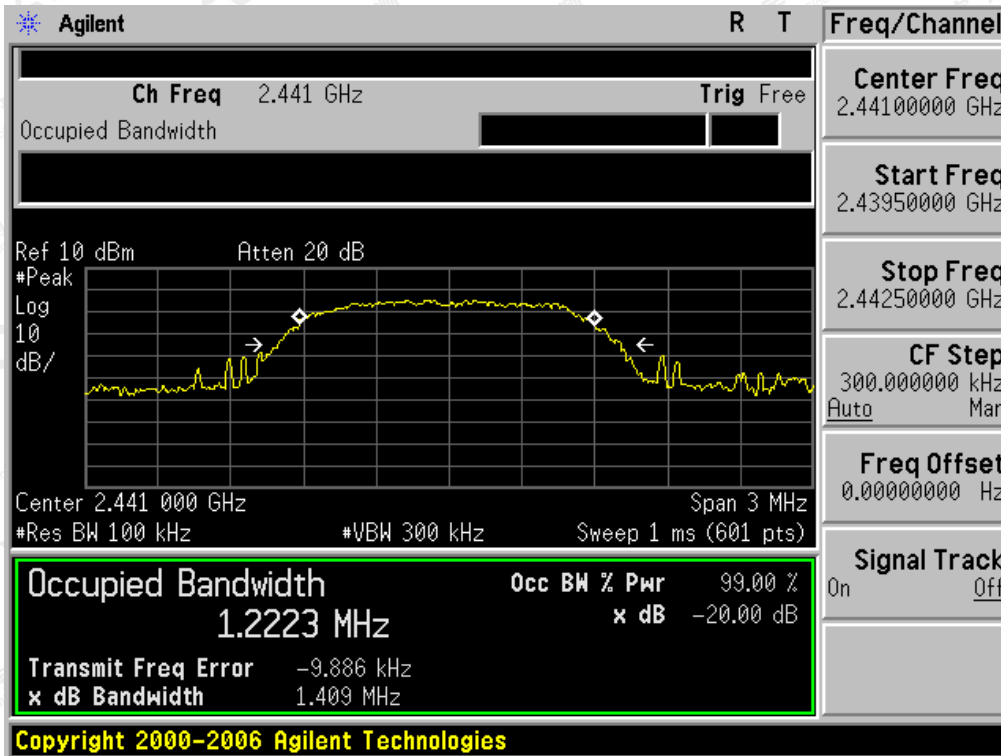 Agilent R T
Freq/Channel
Ch Freq 2.441 GHz Trig Free
Occupied Bandwidth
Center Freq
2.44100000 GHz
Start Freq
2.43950000 GHz
Stop Freq
2.44250000 GHz
CF Step
300.000000 kHz
Auto Man
Freq Offset
0.00000000 Hz
Signal Track
On Off
Ref 10 dBm Atten 20 dB
#Peak
Log
10
dB/
Center 2.441 000 GHz Span 3 MHz
#Res BW 100 kHz #VBW 300 kHz Sweep 1 ms (601 pts)
Occupied Bandwidth
1.2223 MHz
Occ BW % Pwr 99.00 %
x dB -20.00 dB
Transmit Freq Error -9.886 kHz
x dB Bandwidth 1.409 MHz
Copyright 2000-2006 Agilent Technologies